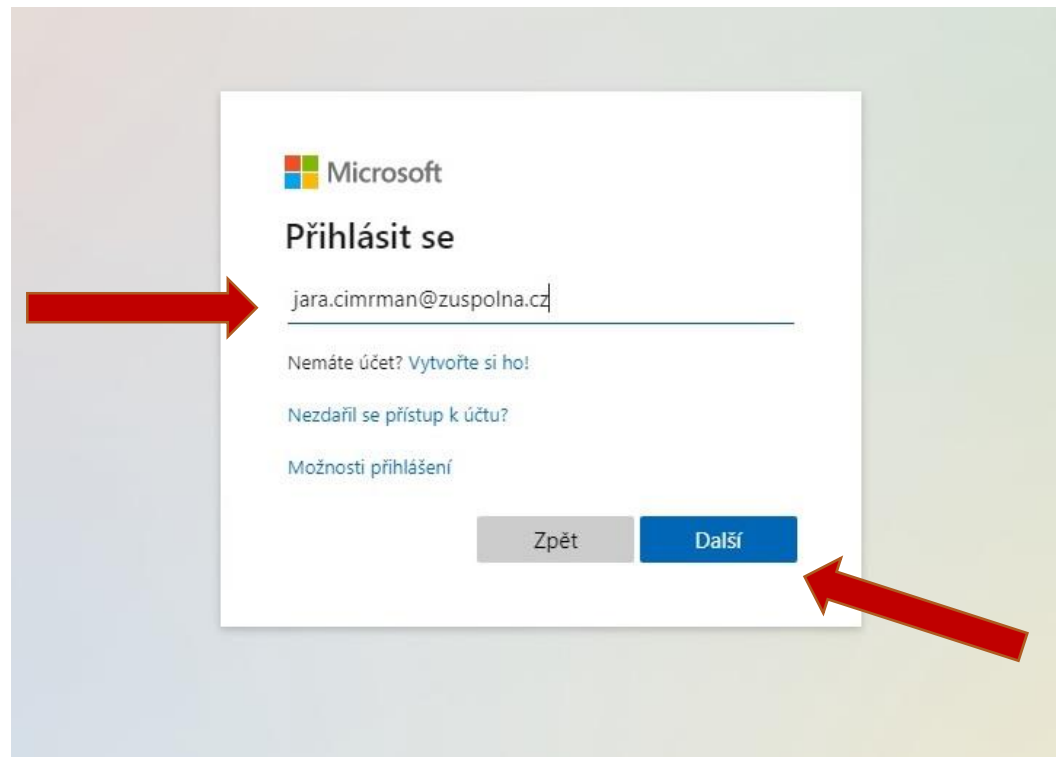 Microsoft
Přihlásit se
jara.cimrman@zuspolna.cz
Nemáte účet? Vytvořte si ho!
Nezdařil se přístup k účtu?
Možnosti přihlášení
Zpět
Další